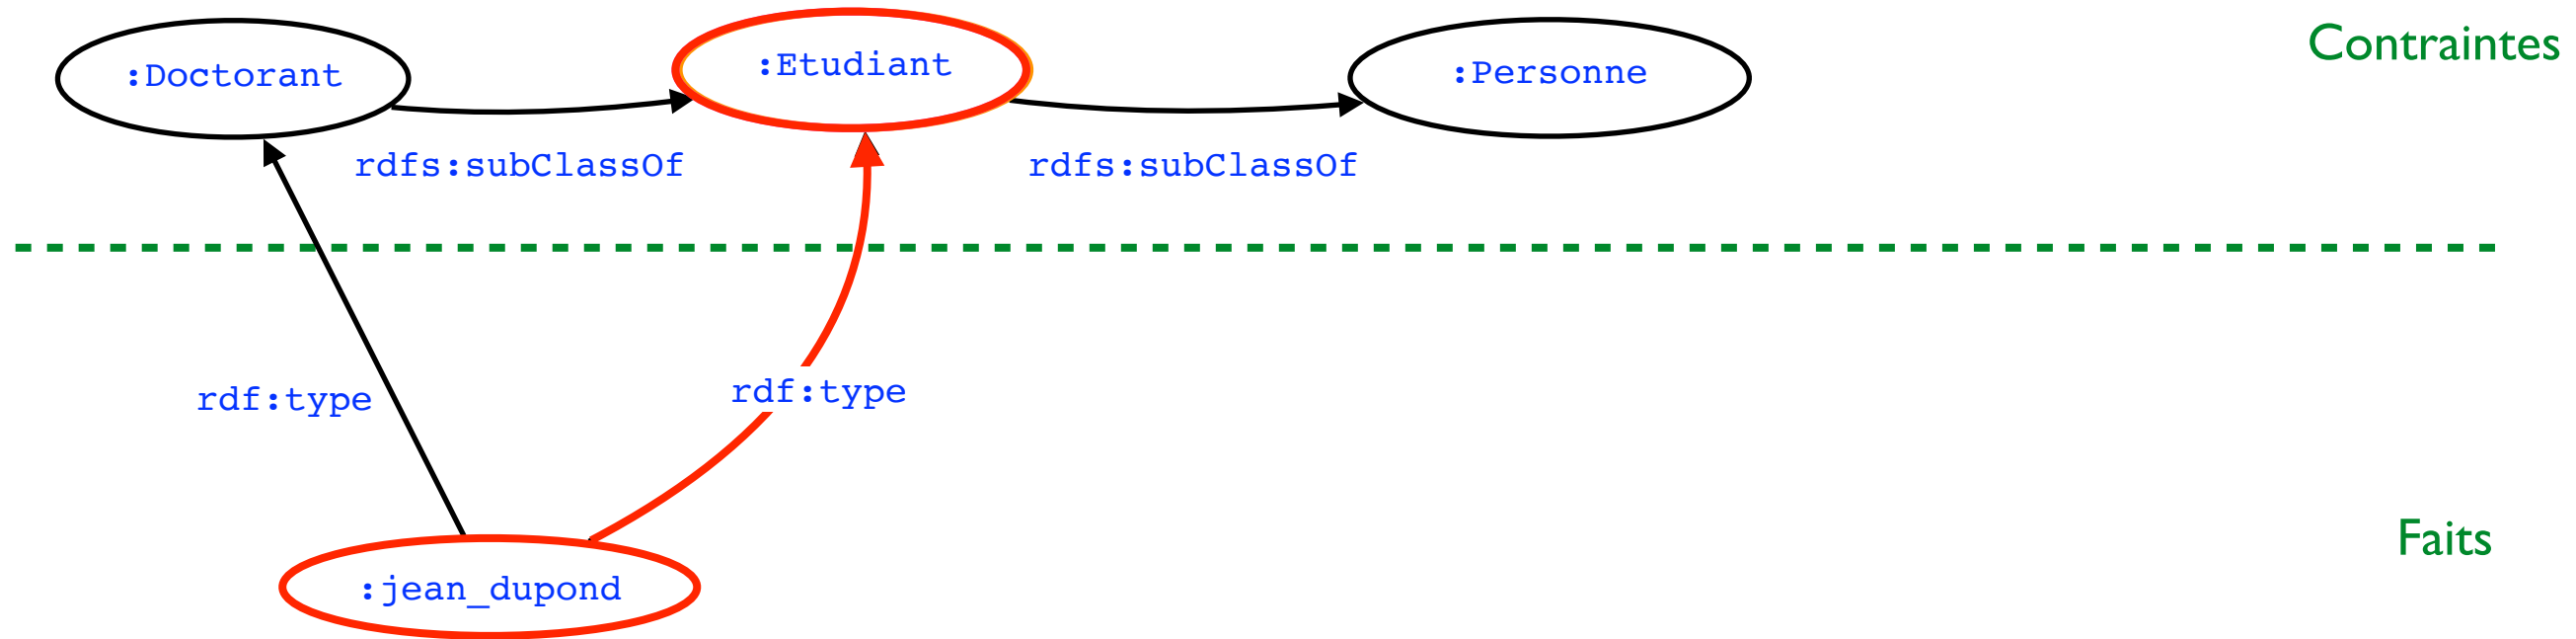 :Doctorant
:Etudiant
:Personne
Contraintes
rdfs:subClassOf
rdfs:subClassOf
rdf:type
rdf:type
Faits
:jean_dupond